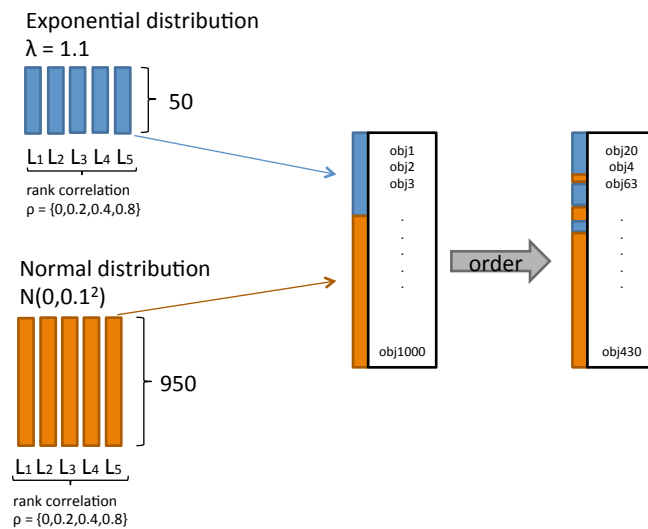 Exponential distribution
λ = 1.1
50
L1 L2 L3 L4 L5
rank correlation
ρ = {0,0.2,0.4,0.8}
Normal distribution
N(0,0.1²)
950
L1 L2 L3 L4 L5
rank correlation
ρ = {0,0.2,0.4,0.8}
obj1
obj2
obj3
.
.
.
.
.
obj1000
order
obj20
obj4
obj63
.
.
.
.
.
obj430